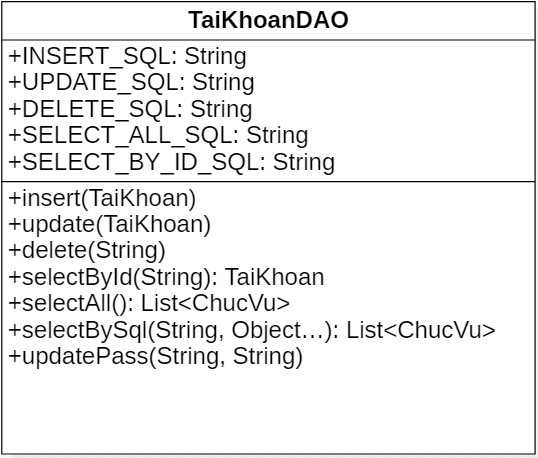 TaiKhoanDAO
+INSERT_SQL: String
+UPDATE_SQL: String
+DELETE_SQL: String
+SELECT_ALL_SQL: String
+SELECT_BY_ID_SQL: String
+insert(TaiKhoan)
+update(TaiKhoan)
+delete(String)
+selectById(String): TaiKhoan
+selectAll(): List<ChucVu>
+selectBySql(String, Object…): List<ChucVu>
+updatePass(String, String)